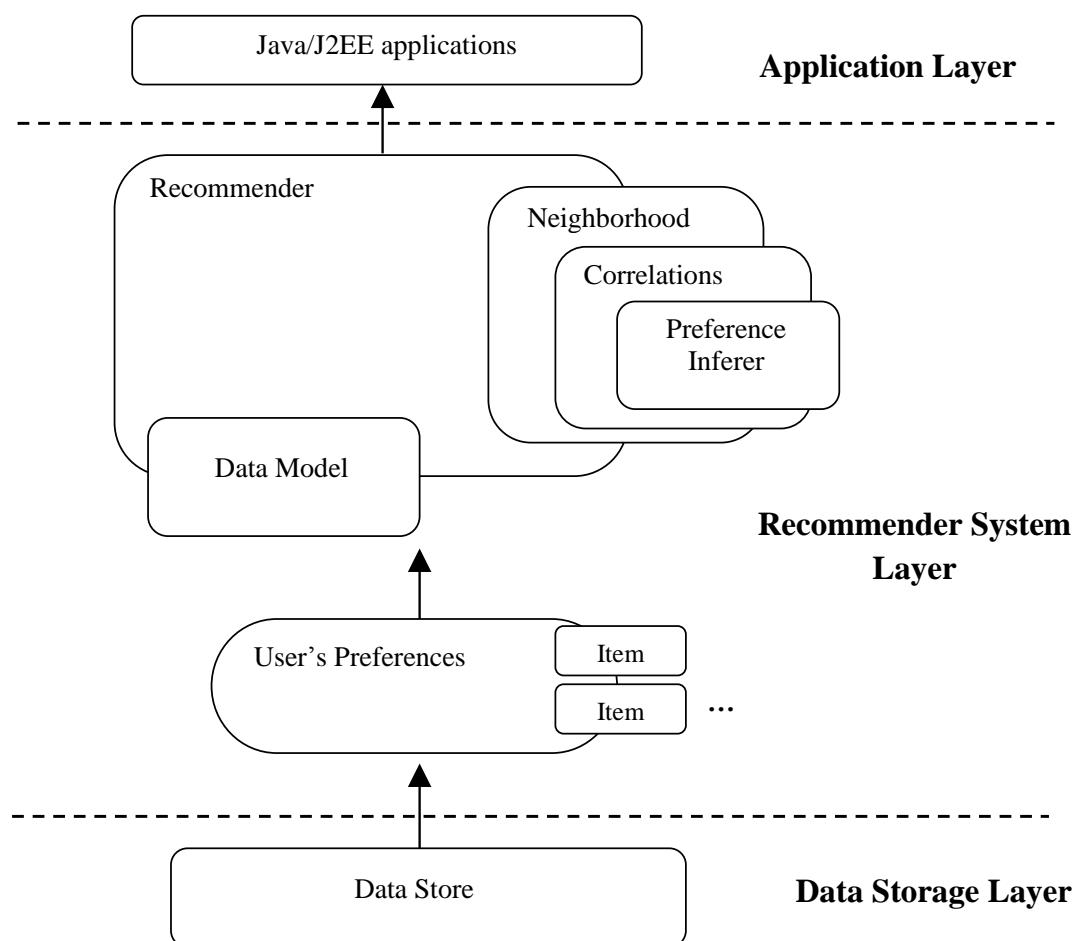 Java/J2EE applications
Application Layer
Recommender
Neighborhood
Correlations
Preference
Inferer
Data Model
Recommender System
Layer
User’s Preferences
Item
Item
...
Data Store
Data Storage Layer